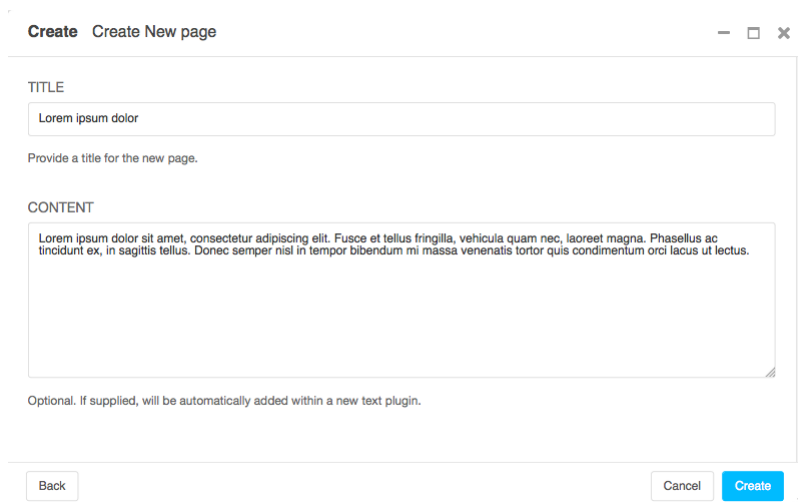 Create Create New page
TITLE
Lorem ipsum dolor
Provide a title for the new page.
CONTENT
Lorem ipsum dolor sit amet, consectetur adipiscing elit. Fusce et tellus fringilla, vehicula quam nec, laoreet magna. Phasellus ac
tincidunt ex, in sagittis tellus. Donec semper nisl in tempor bibendum mi massa venenatis tortor quis condimentum orci lacus ut lectus.
Optional. If supplied, will be automatically added within a new text plugin.
Back Cancel Create